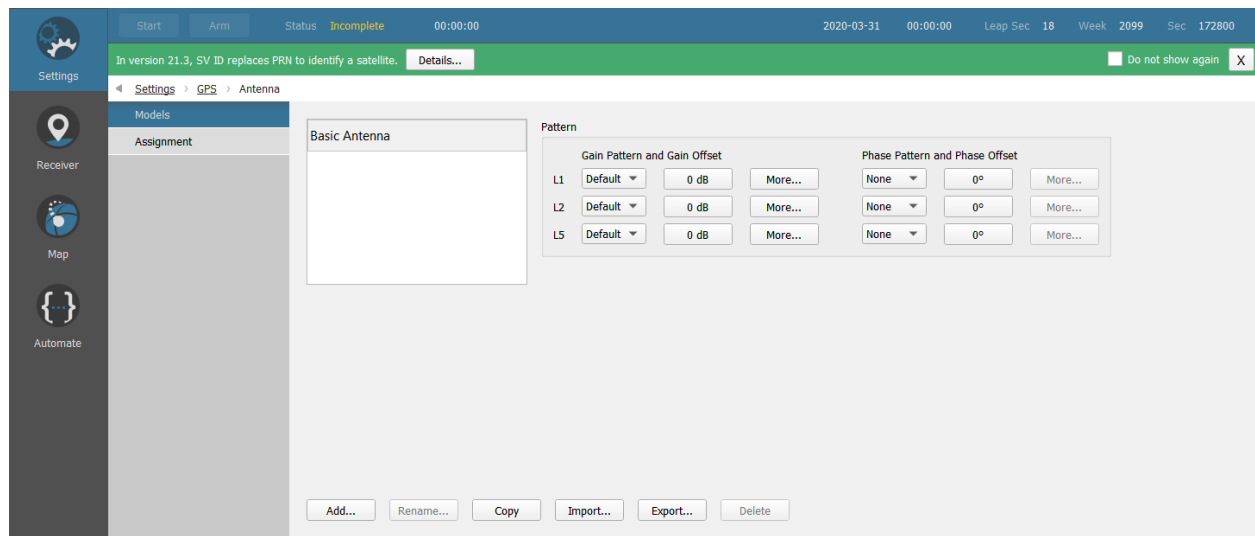 Start Arm Status Incomplete 00:00:00 2020-03-31 00:00:00 Leap Sec 18 Week 2099 Sec 172800
Settings
In version 21.3, SV ID replaces PRN to identify a satellite. Details... Do not show again X
Settings GPS Antenna
Models
Assignment
Receiver
Map
Automate
Basic Antenna
Pattern
Gain Pattern and Gain Offset Phase Pattern and Phase Offset
L1 Default 0 dB More... None 0° More...
L2 Default 0 dB More... None 0° More...
L5 Default 0 dB More... None 0° More...
Add... Rename... Copy Import... Export... Delete